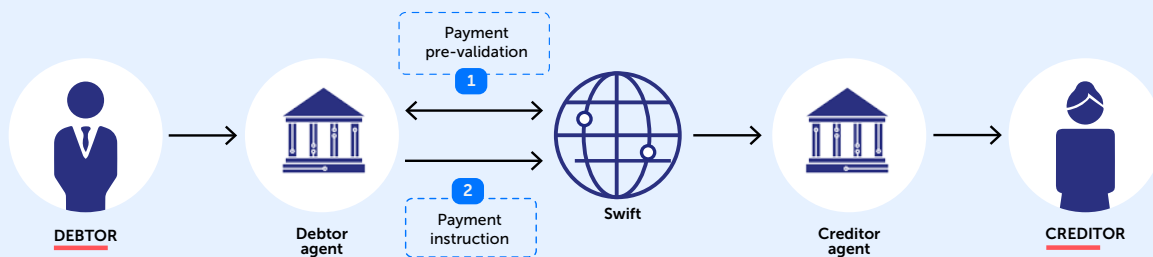 Payment
pre-validation
1
2
Payment
instruction
DEBTOR
Debtor
agent
Swift
Creditor
agent
CREDITOR